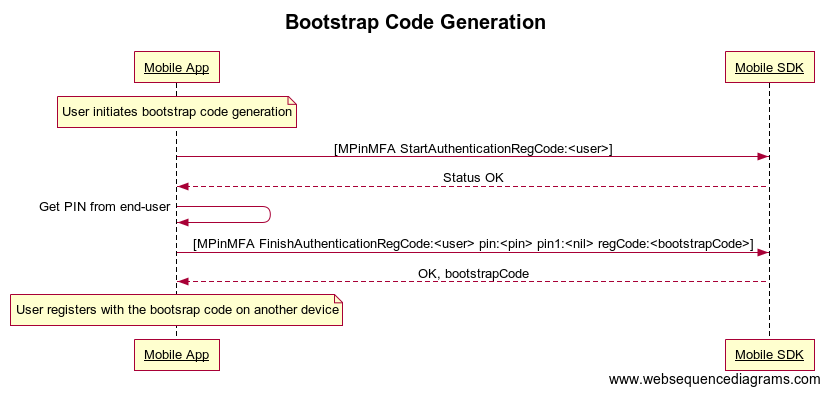 Bootstrap Code Generation
Mobile App
Mobile SDK
User initiates bootstrap code generation
[MPinMFA StartAuthenticationRegCode:<user>]
Status OK
Get PIN from end-user
[MPinMFA FinishAuthenticationRegCode:<user> pin:<pin> pin1:<nil> regCode:<bootstrapCode>]
OK, bootstrapCode
User registers with the bootsrap code on another device
Mobile App
Mobile SDK
www.websequencediagrams.com